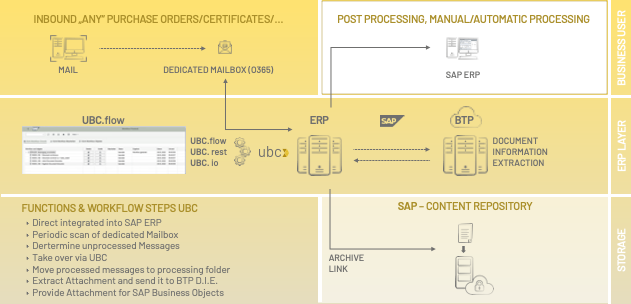 INBOUND „ANY" PURCHASE ORDERS/CERTIFICATES/...
POST PROCESSING, MANUAL/AUTOMATIC PROCESSING
BUSINESS USER
MAIL
DEDICATED MAILBOX (O365)
SAP ERP
UBC.flow
ERP
SAP
BTP
ERP LAYER
UBC.flow
UBC. rest
UBC. io
ubc
DOCUMENT
INFORMATION
EXTRACTION
FUNCTIONS & WORKFLOW STEPS UBC
• Direct integrated into SAP ERP
• Periodic scan of dedicated Mailbox
• Dertermine unprocessed Messages
• Take over via UBC
• Move processed messages to processing folder
• Extract Attachment and send it to BTP D.I.E.
• Provide Attachment for SAP Business Objects
SAP – CONTENT REPOSITORY
ARCHIVE
LINK
STORAGE